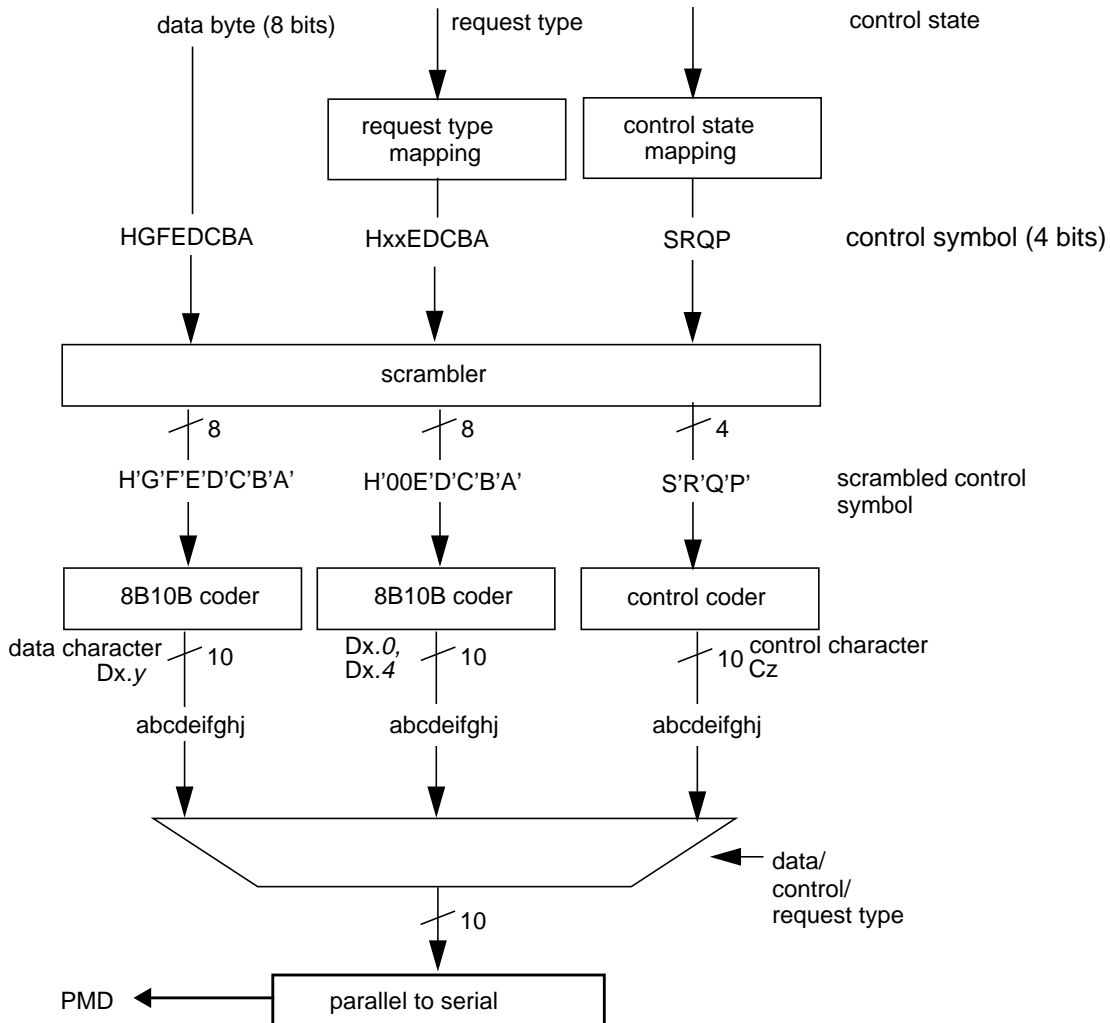 data byte (8 bits)
request type
control state
request type
mapping
control state
mapping
HGFEDCBA
HxxEDCBA
SRQP
control symbol (4 bits)
scrambler
8
8
4
H’G’F’E’D’C’B’A’
H’00E’D’C’B’A’
S’R’Q’P’
scrambled control
symbol
8B10B coder
8B10B coder
control coder
data character
Dx.y
10
Dx.0,
Dx.4
10
10
control character
Cz
abcdeifghj
abcdeifghj
abcdeifghj
data/
control/
request type
10
PMD
parallel to serial